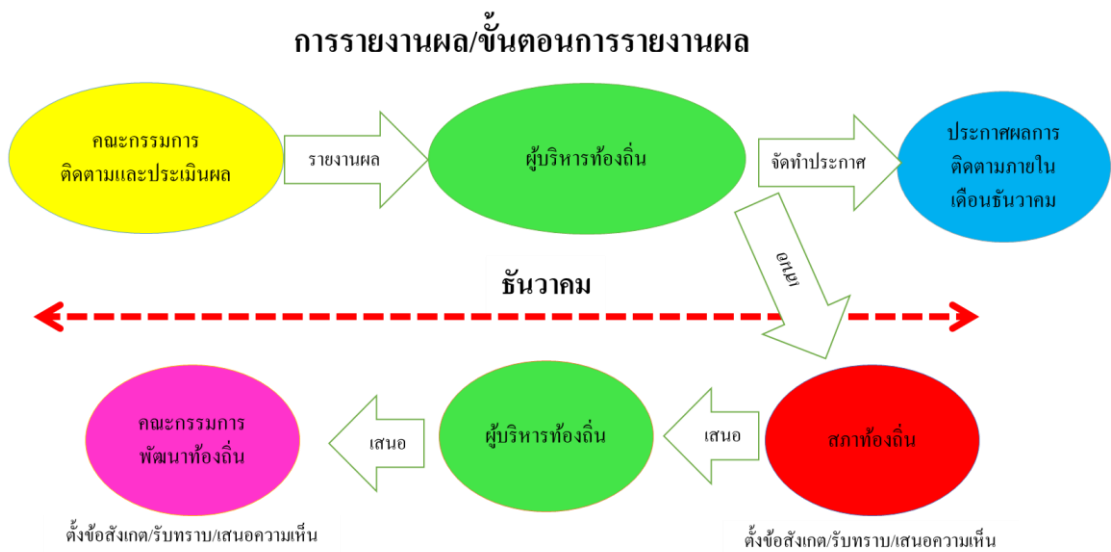 การรายงานผล/ขั้นตอนการรายงานผล
คณะกรรมการ
ติดตามและประเมินผล
รายงานผล
ผู้บริหารท้องถิ่น
จัดทำประกาศ
ประกาศผลการ
ติดตามภายใน
เดือนธันวาคม
เสนอ
ธันวาคม
คณะกรรมการ
พัฒนาท้องถิ่น
เสนอ
ผู้บริหารท้องถิ่น
เสนอ
สภาท้องถิ่น
ตั้งข้อสังเกต/รับทราบ/เสนอความเห็น
ตั้งข้อสังเกต/รับทราบ/เสนอความเห็น